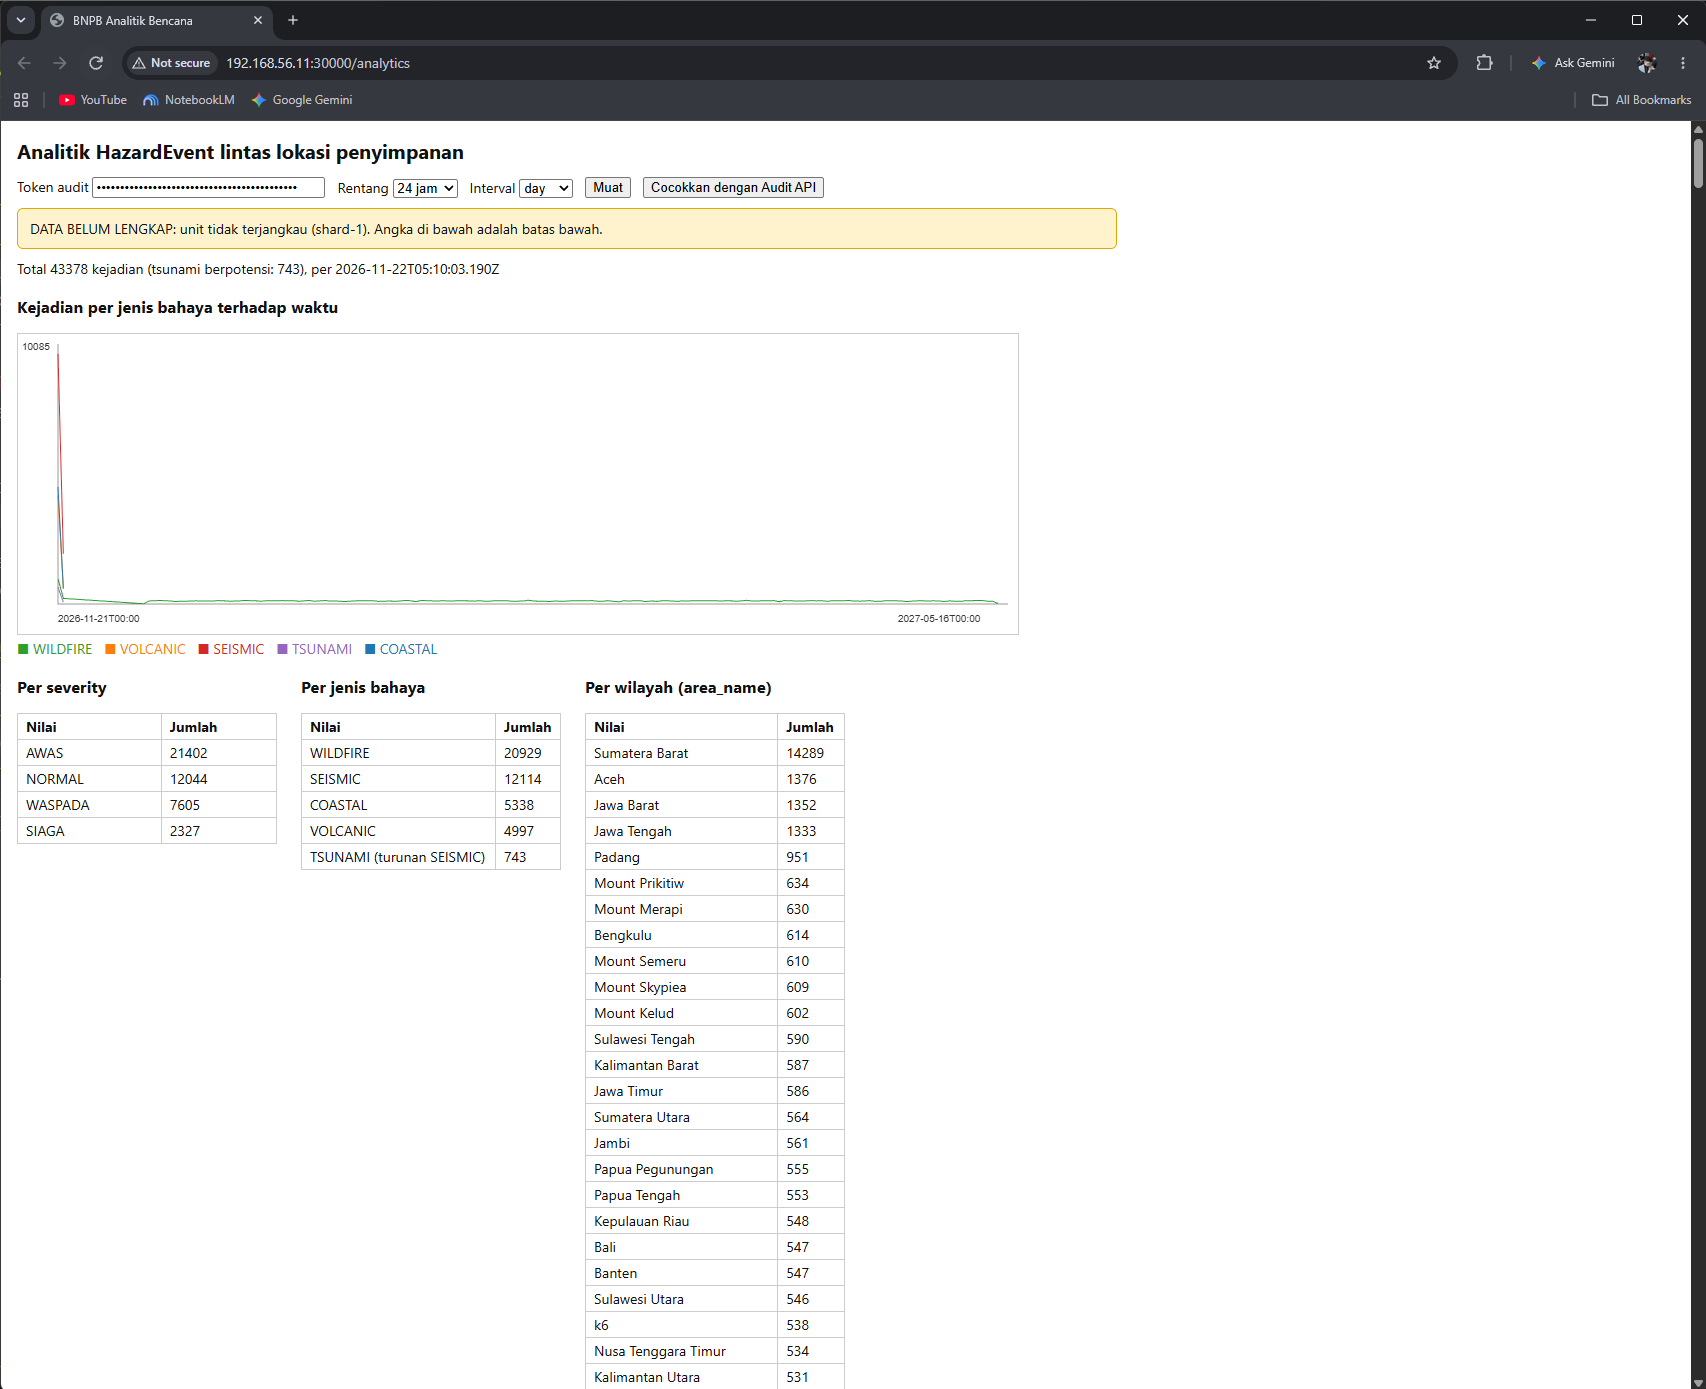 BNPB Analitik Bencana
Not secure
192.168.56.11:30000/analytics
Ask Gemini
YouTube
NotebookLM
Google Gemini
All Bookmarks
Analitik HazardEvent lintas lokasi penyimpanan
Token audit •••••••••••••••••••••••••••••••••••••••••••• Rentang 24 jam Interval day Muat Cocokkan dengan Audit API
DATA BELUM LENGKAP: unit tidak terjangkau (shard-1). Angka di bawah adalah batas bawah.
Total 43378 kejadian (tsunami berpotensi: 743), per 2026-11-22T05:10:03.190Z
Kejadian per jenis bahaya terhadap waktu
10085
2026-11-21T00:00
2027-05-16T00:00
WILDFIRE VOLCANIC SEISMIC TSUNAMI COASTAL
Per severity
Nilai Jumlah
AWAS 21402
NORMAL 12044
WASPADA 7605
SIAGA 2327
Per jenis bahaya
Nilai Jumlah
WILDFIRE 20929
SEISMIC 12114
COASTAL 5338
VOLCANIC 4997
TSUNAMI (turunan SEISMIC) 743
Per wilayah (area_name)
Nilai Jumlah
Sumatera Barat 14289
Aceh 1376
Jawa Barat 1352
Jawa Tengah 1333
Padang 951
Mount Prikitiw 634
Mount Merapi 630
Bengkulu 614
Mount Semeru 610
Mount Skypiea 609
Mount Kelud 602
Sulawesi Tengah 590
Kalimantan Barat 587
Jawa Timur 586
Sumatera Utara 564
Jambi 561
Papua Pegunungan 555
Papua Tengah 553
Kepulauan Riau 548
Bali 547
Banten 547
Sulawesi Utara 546
k6 538
Nusa Tenggara Timur 534
Kalimantan Utara 531